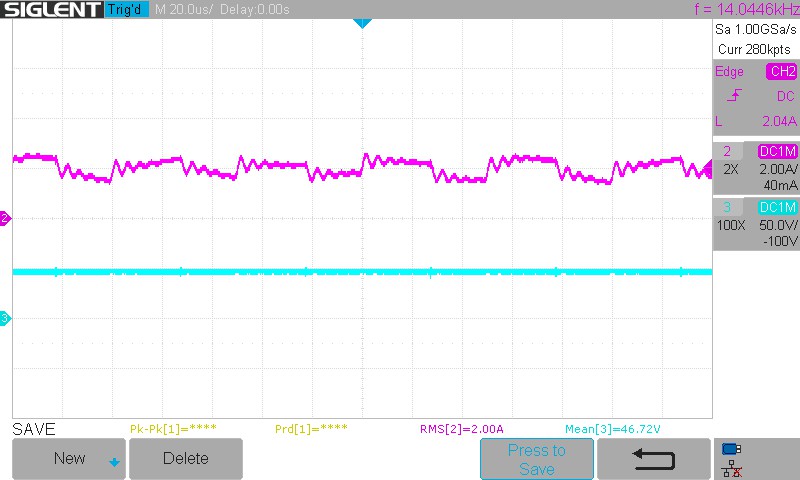 SIGLENT Trig'd M 20.0us/ Delay:0.00s f = 14.0446kHz
Sa 1.00GSa/s
Curr 280kpts
Edge CH2
DC
L 2.04A
2 DC1M
2X 2.00A/
40mA
3 DC1M
100X 50.0V/
-100V
2
3
SAVE Pk-Pk[1]=**** Prd[1]=**** RMS[2]=2.00A Mean[3]=46.72V
New Delete Press to
Save